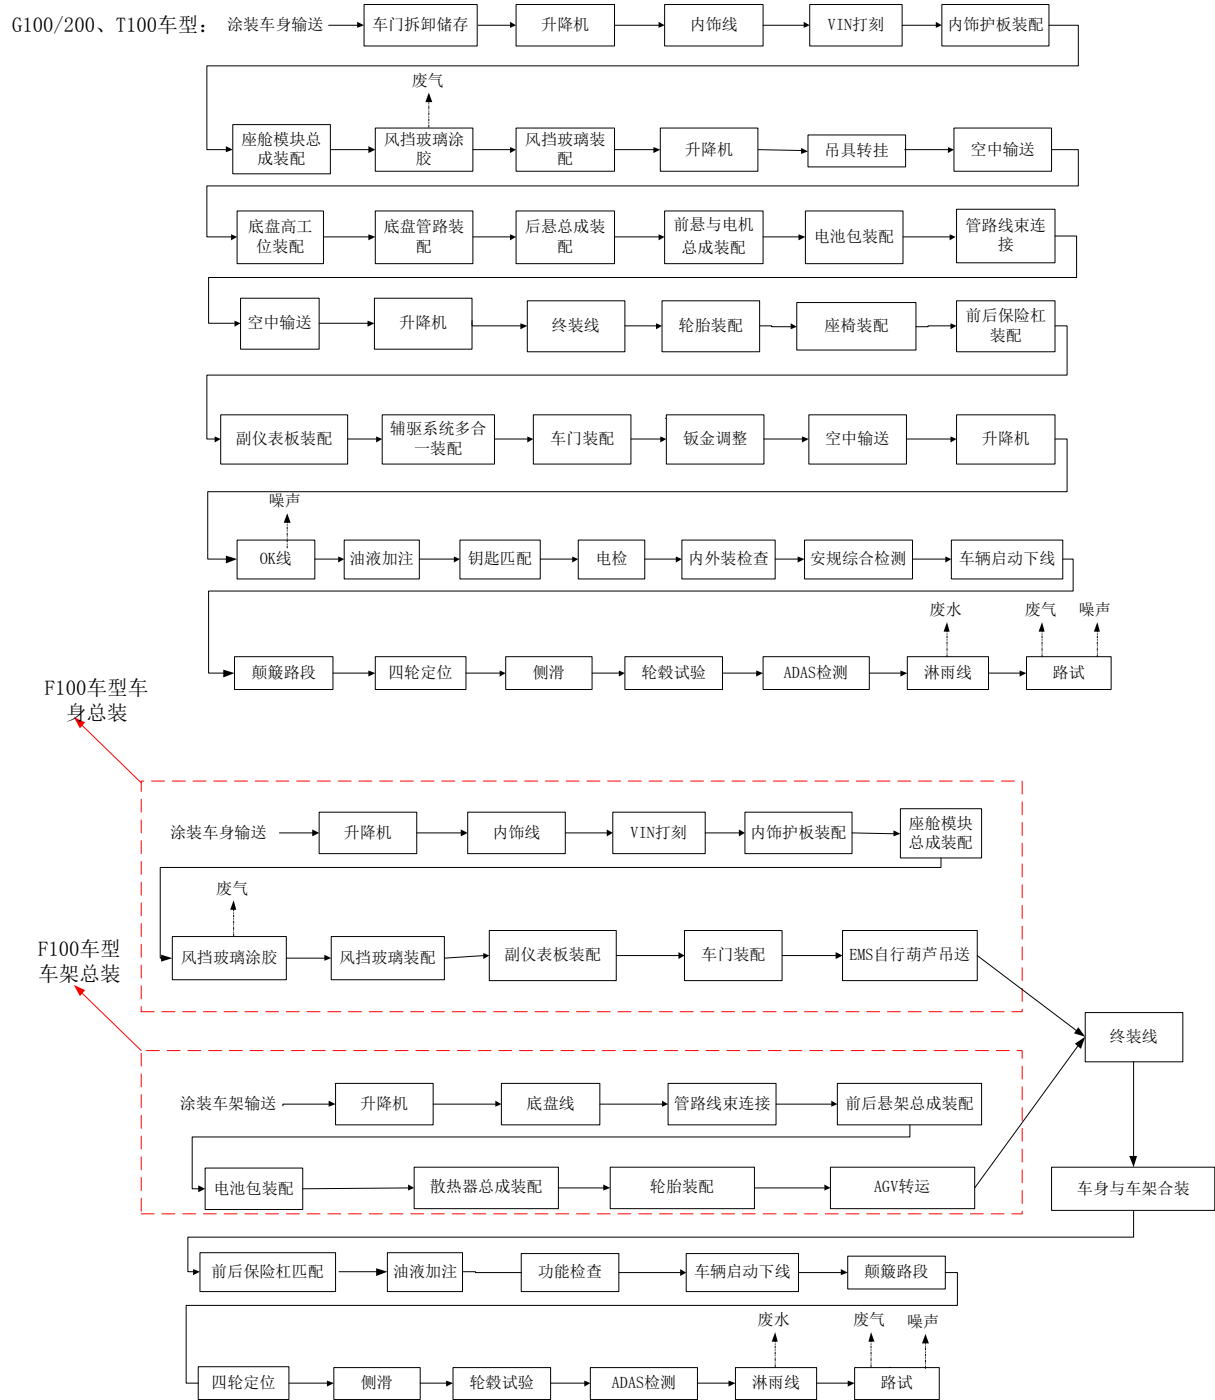 G100/200、T100车型：
涂装车身输送
车门拆卸储存
升降机
内饰线
VIN打刻
内饰护板装配
废气
座舱模块总
成装配
风挡玻璃涂
胶
风挡玻璃装
配
升降机
吊具转挂
空中输送
底盘高工
位装配
底盘管路装
配
后悬总成装
配
前悬与电机
总成装配
电池包装配
管路线束连
接
空中输送
升降机
终装线
轮胎装配
座椅装配
前后保险杠
装配
副仪表板装配
辅驱系统多合
一装配
车门装配
钣金调整
空中输送
升降机
噪声
OK线
油液加注
钥匙匹配
电检
内外装检查
安规综合检测
车辆启动下线
废水
废气
噪声
颠簸路段
四轮定位
侧滑
轮毂试验
ADAS检测
淋雨线
路试
F100车型车
身总装
涂装车身输送
升降机
内饰线
VIN打刻
内饰护板装配
座舱模块
总成装配
废气
风挡玻璃涂胶
风挡玻璃装配
副仪表板装配
车门装配
EMS自行葫芦吊送
F100车型
车架总装
终装线
涂装车架输送
升降机
底盘线
管路线束连接
前后悬架总成装配
电池包装配
散热器总成装配
轮胎装配
AGV转运
车身与车架合装
前后保险杠匹配
油液加注
功能检查
车辆启动下线
颠簸路段
废水
废气
噪声
四轮定位
侧滑
轮毂试验
ADAS检测
淋雨线
路试